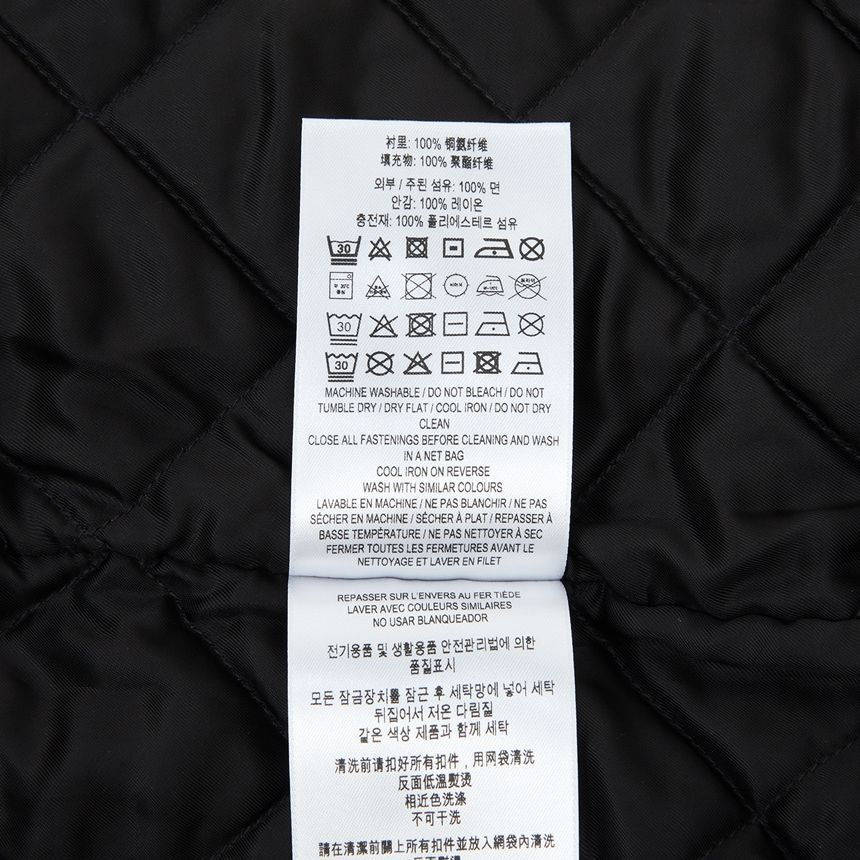 衬里: 100% 铜氨纤维
填充物: 100% 聚酯纤维
외부 / 주된 섬유: 100% 면
안감: 100% 레이온
충전재: 100% 폴리에스테르 섬유
30
30
30
MACHINE WASHABLE / DO NOT BLEACH / DO NOT
TUMBLE DRY / DRY FLAT / COOL IRON / DO NOT DRY
CLEAN
CLOSE ALL FASTENINGS BEFORE CLEANING AND WASH
IN A NET BAG
COOL IRON ON REVERSE
WASH WITH SIMILAR COLOURS
LAVABLE EN MACHINE / NE PAS BLANCHIR / NE PAS
SÉCHER EN MACHINE / SÉCHER À PLAT / REPASSER À
BASSE TEMPÉRATURE / NE PAS NETTOYER À SEC
FERMER TOUTES LES FERMETURES AVANT LE
NETTOYAGE ET LAVER EN FILET
REPASSER SUR L'ENVERS AU FER TIÈDE
LAVER AVEC COULEURS SIMILAIRES
NO USAR BLANQUEADOR
전기용품 및 생활용품 안전관리법에 의한
품질표시
모든 잠금장치를 잠근 후 세탁망에 넣어 세탁
뒤집어서 저온 다림질
같은 색상 제품과 함께 세탁
清洗前请扣好所有扣件，用网袋清洗
反面低温熨烫
相近色洗涤
不可干洗
請在清潔前關上所有扣件並放入網袋內清洗